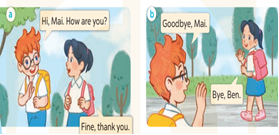 a
Hi, Mai. How are you?
Fine, thank you.
b
Goodbye, Mai.
Bye, Ben.